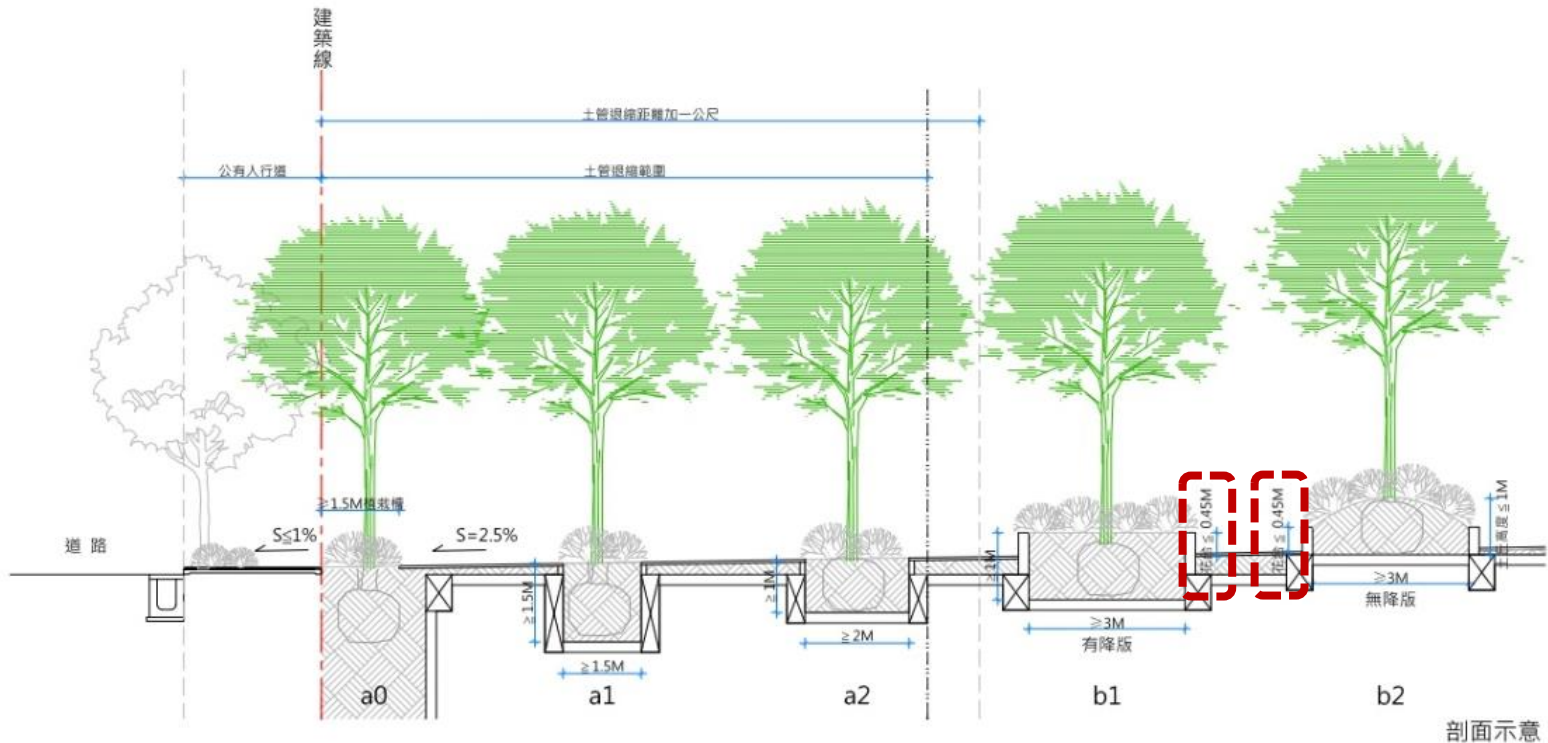 建築線
土管退縮距離加一公尺
公有人行道
土管退縮範圍
≥1.5M植栽槽
道路
S≦1%
S=2.5%
≥1.5M
≥1M
≥1M
花台≦0.45M
花台≦0.45M
高度≦1M
≥1.5M
≥2M
≥3M
有降版
≥3M
無降版
a0
a1
a2
b1
b2
剖面示意